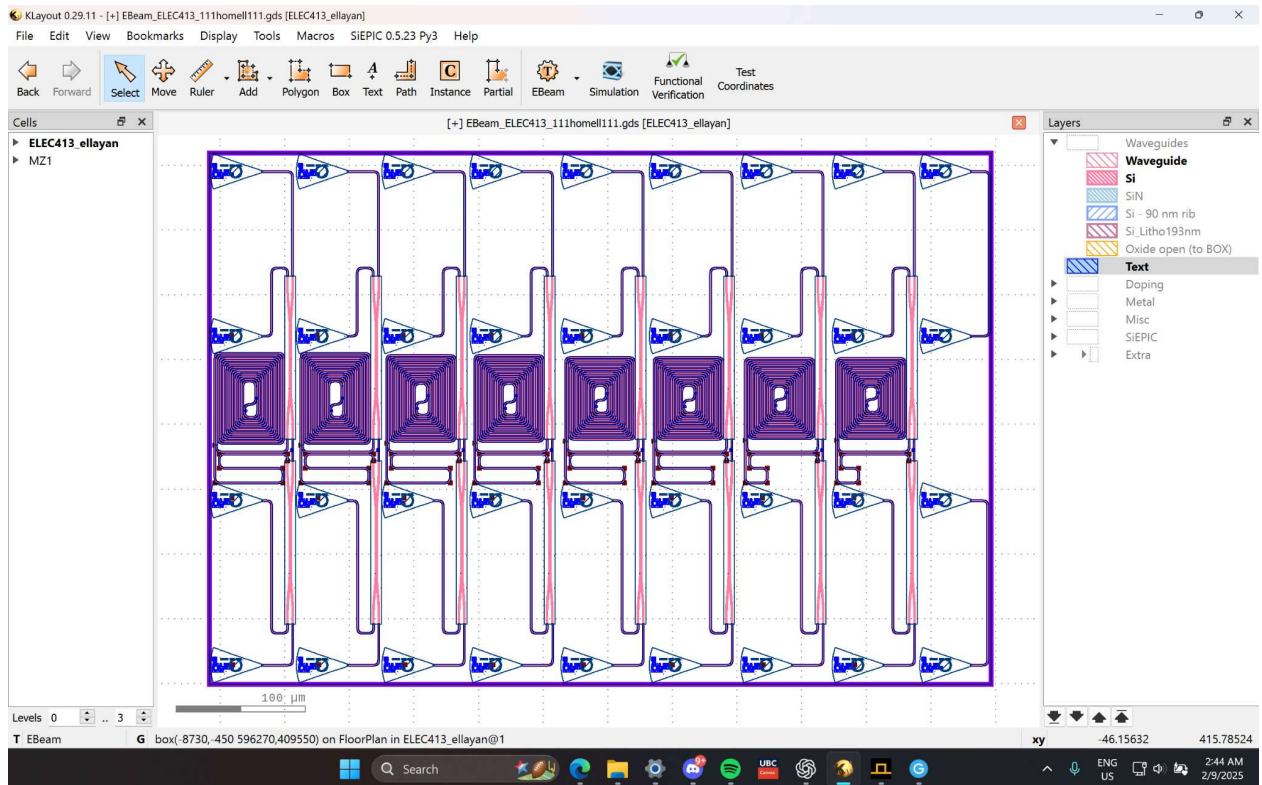 KLayout 0.29.11 - [+] EBeam_ELEC413_111homell111.gds [ELEC413_ellayan]
File Edit View Bookmarks Display Tools Macros SiEPIC 0.5.23 Py3 Help
Back Forward Select Move Ruler Add Polygon Box Text Path Instance Partial EBeam Simulation Functional Verification Test Coordinates
Cells
[+] EBeam_ELEC413_111homell111.gds [ELEC413_ellayan]
Layers
ELEC413_ellayan
MZ1
Waveguides
Waveguide
Si
SiN
Si - 90 nm rib
Si_Litho193nm
Oxide open (to BOX)
Text
Doping
Metal
Misc
SiEPIC
Extra
100 µm
Levels 0 .. 3
T EBeam G box(-8730,-450 596270,409550) on FloorPlan in ELEC413_ellayan@1 xy -46.15632 415.78524
Search
UBC
Canvas
9+
ENG
US
2:44 AM
2/9/2025